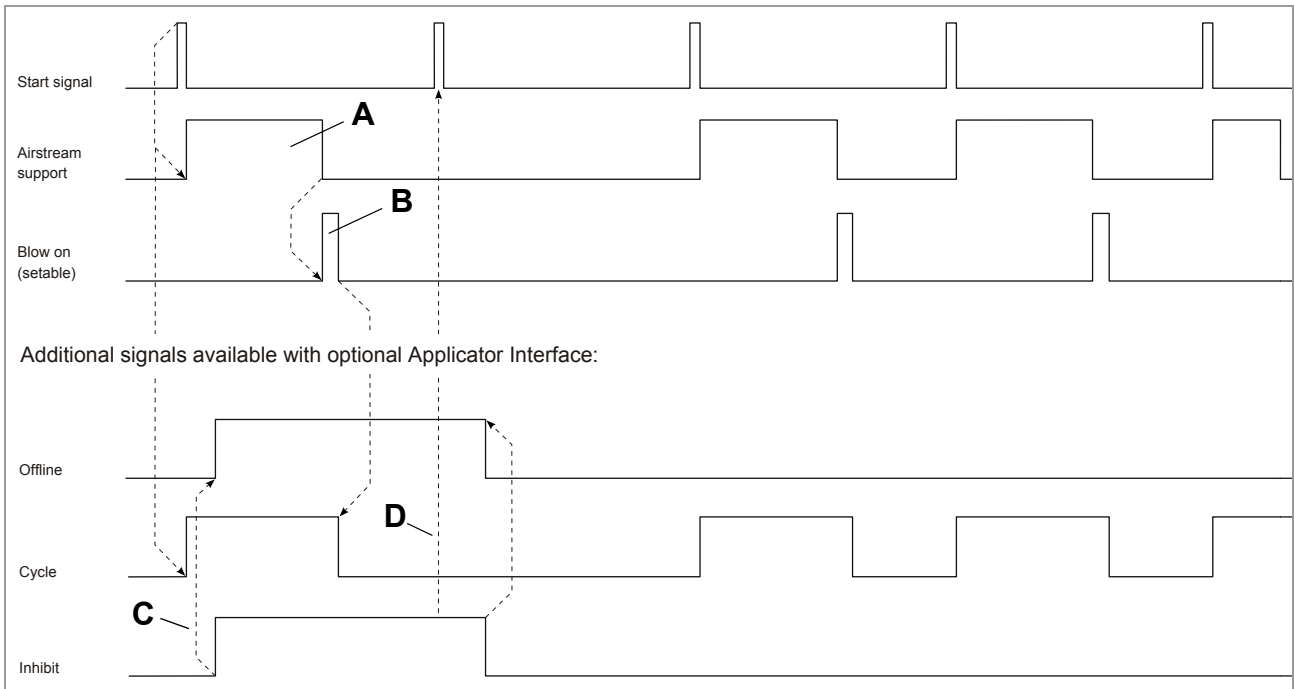 Start signal
A
Airstream
support
B
Blow on
(setable)
Additional signals available with optional Applicator Interface:
Offline
D
Cycle
C
Inhibit